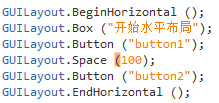 GUILayout.BeginHorizontal ();
GUILayout.Box ("开始水平布局");
GUILayout.Button ("button1");
GUILayout.Space (100);
GUILayout.Button ("button2");
GUILayout.EndHorizontal ();